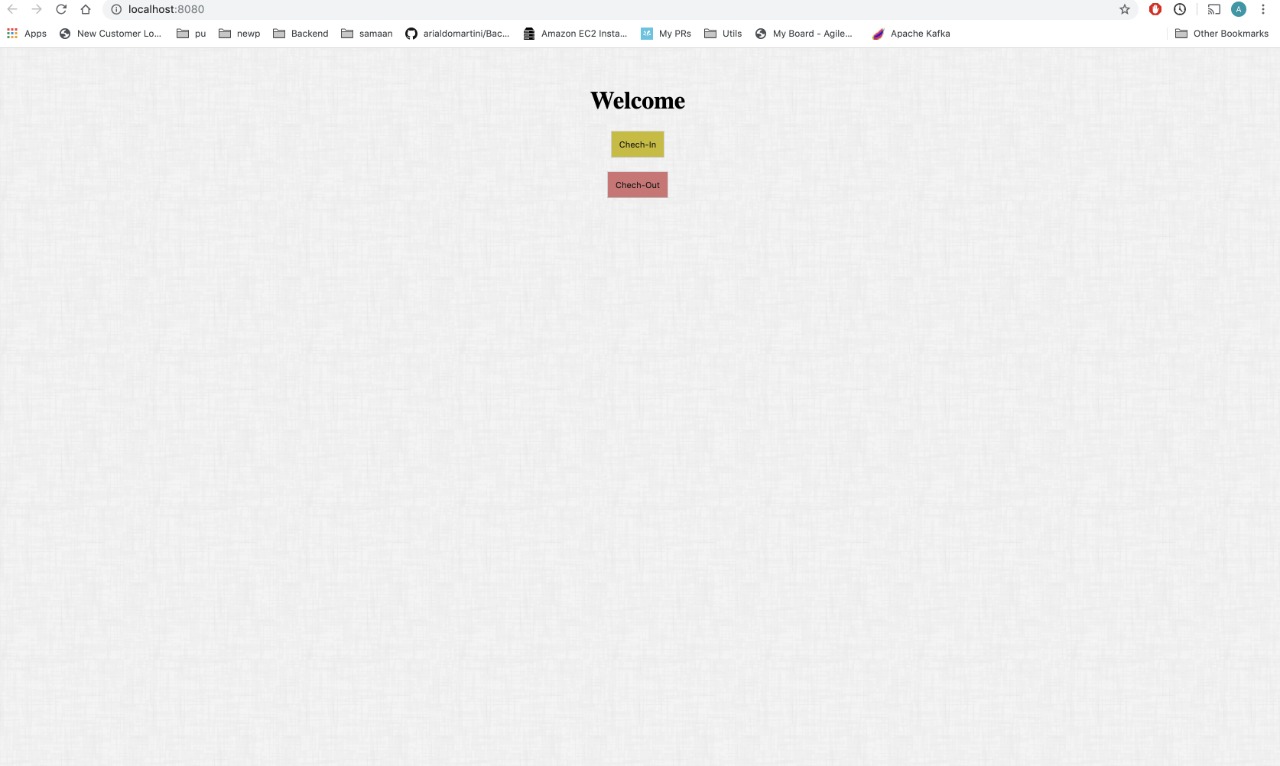 localhost:8080
A
Apps New Customer Lo... pu newp Backend samaan arialdomartini/Bac... Amazon EC2 Insta... My PRs Utils My Board - Agile... Apache Kafka Other Bookmarks
Welcome
Chech-In
Chech-Out